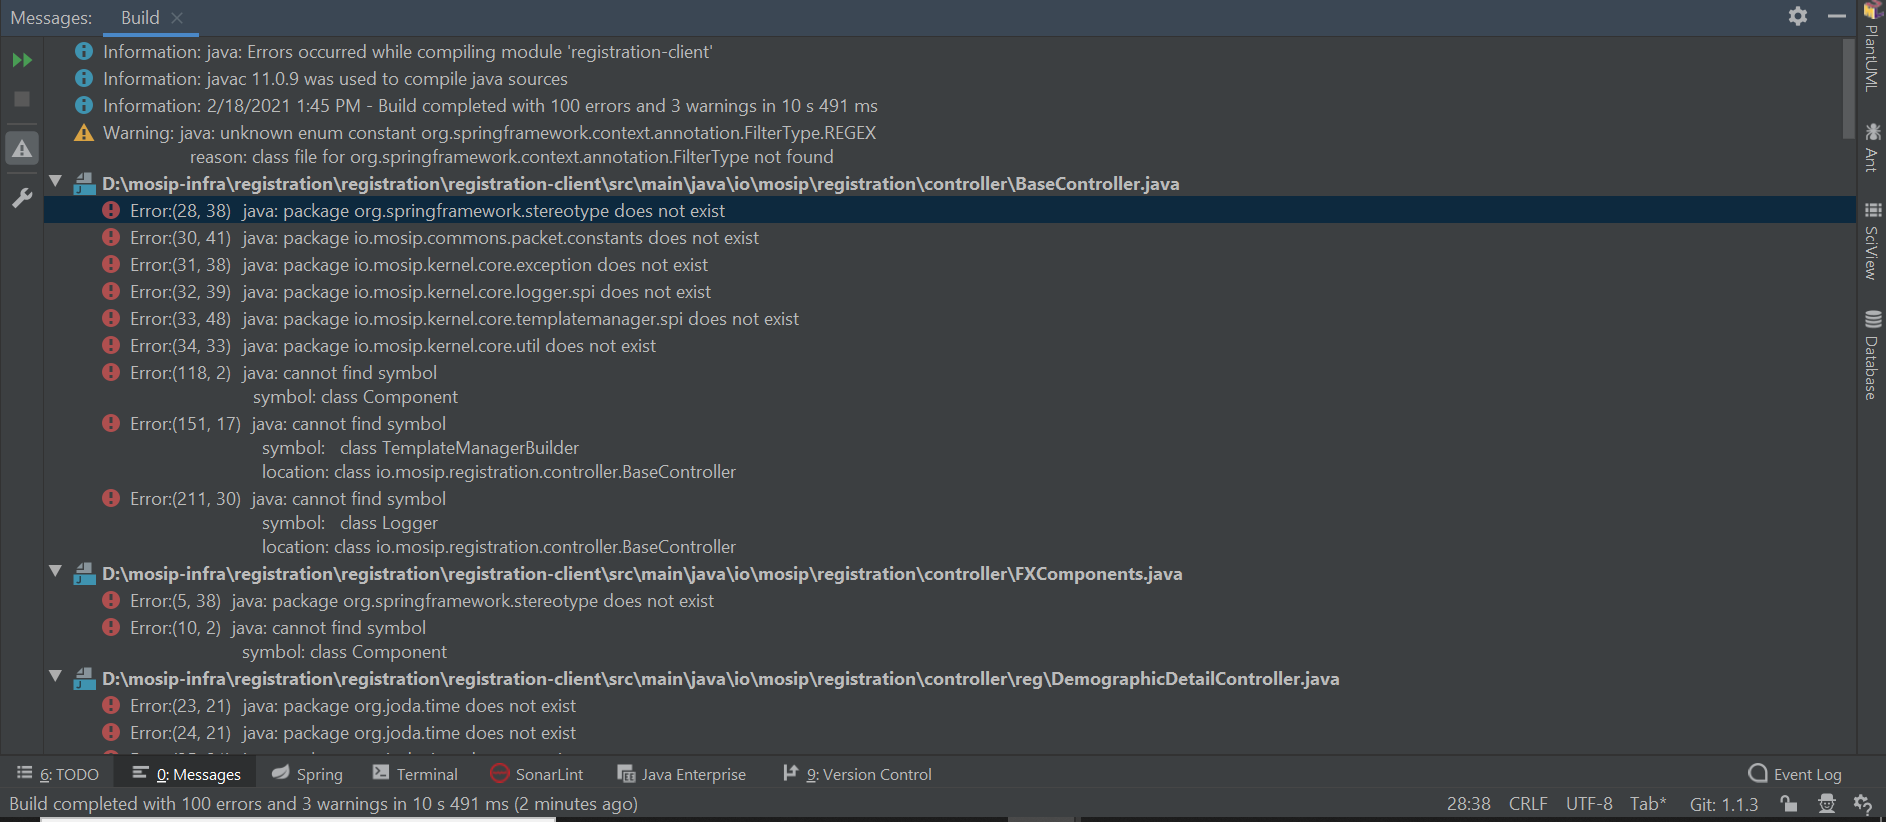 Messages: Build
Information: java: Errors occurred while compiling module 'registration-client'
Information: javac 11.0.9 was used to compile java sources
Information: 2/18/2021 1:45 PM - Build completed with 100 errors and 3 warnings in 10 s 491 ms
Warning: java: unknown enum constant org.springframework.context.annotation.FilterType.REGEX
reason: class file for org.springframework.context.annotation.FilterType not found
D:\mosip-infra\registration\registration\registration-client\src\main\java\io\mosip\registration\controller\BaseController.java
Error:(28, 38) java: package org.springframework.stereotype does not exist
Error:(30, 41) java: package io.mosip.commons.packet.constants does not exist
Error:(31, 38) java: package io.mosip.kernel.core.exception does not exist
Error:(32, 39) java: package io.mosip.kernel.core.logger.spi does not exist
Error:(33, 48) java: package io.mosip.kernel.core.templatemanager.spi does not exist
Error:(34, 33) java: package io.mosip.kernel.core.util does not exist
Error:(118, 2) java: cannot find symbol
symbol: class Component
Error:(151, 17) java: cannot find symbol
symbol: class TemplateManagerBuilder
location: class io.mosip.registration.controller.BaseController
Error:(211, 30) java: cannot find symbol
symbol: class Logger
location: class io.mosip.registration.controller.BaseController
D:\mosip-infra\registration\registration\registration-client\src\main\java\io\mosip\registration\controller\FXComponents.java
Error:(5, 38) java: package org.springframework.stereotype does not exist
Error:(10, 2) java: cannot find symbol
symbol: class Component
D:\mosip-infra\registration\registration\registration-client\src\main\java\io\mosip\registration\controller\reg\DemographicDetailController.java
Error:(23, 21) java: package org.joda.time does not exist
Error:(24, 21) java: package org.joda.time does not exist
PlantUML
Ant
SciView
Database
6: TODO 0: Messages Spring Terminal SonarLint Java Enterprise 9: Version Control Event Log
Build completed with 100 errors and 3 warnings in 10 s 491 ms (2 minutes ago) 28:38 CRLF UTF-8 Tab* Git: 1.1.3